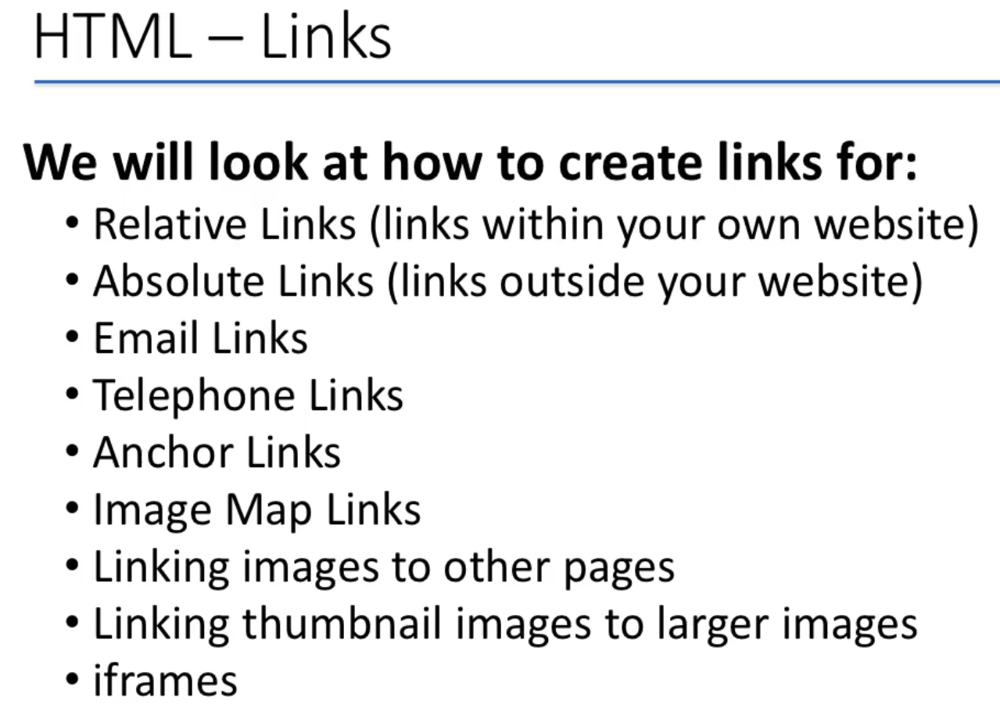 HTML – Links
We will look at how to create links for:
• Relative Links (links within your own website)
• Absolute Links (links outside your website)
• Email Links
• Telephone Links
• Anchor Links
• Image Map Links
• Linking images to other pages
• Linking thumbnail images to larger images
• iframes